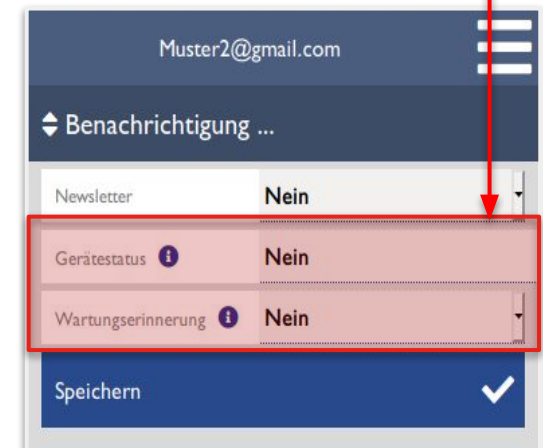 Muster2@gmail.com
Benachrichtigung ...
Newsletter Nein
Gerätestatus i Nein
Wartungserinnerung i Nein
Speichern